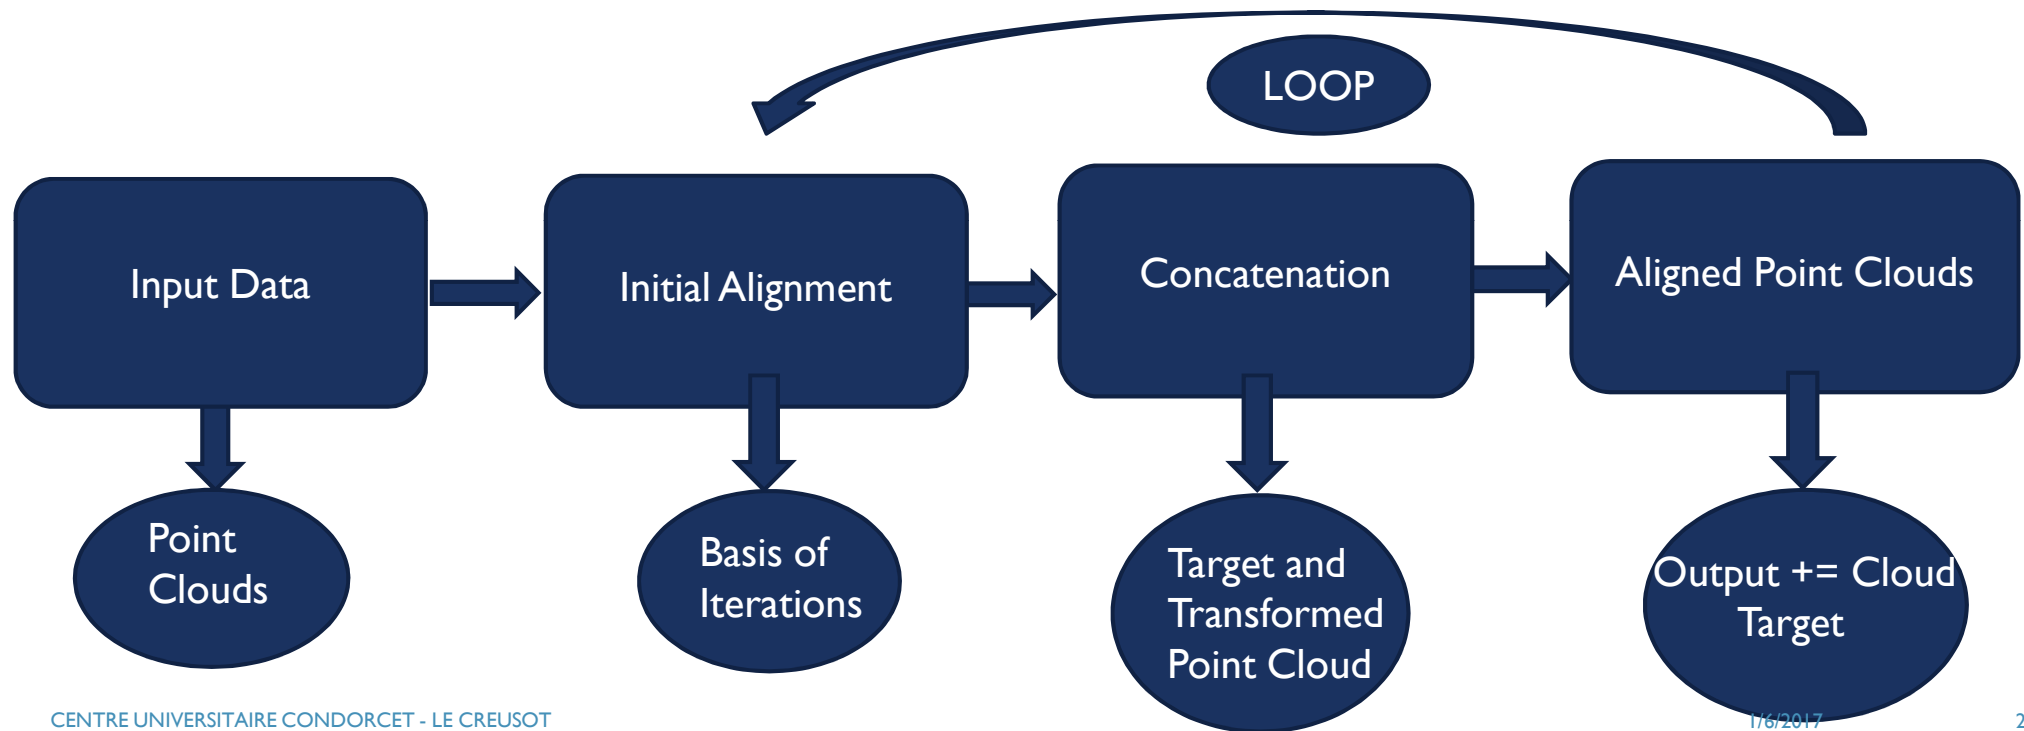 LOOP
Input Data
Initial Alignment
Concatenation
Aligned Point Clouds
Point
Clouds
Basis of
Iterations
Target and
Transformed
Point Cloud
Output += Cloud
Target
CENTRE UNIVERSITAIRE CONDORCET - LE CREUSOT
1/6/2017
2